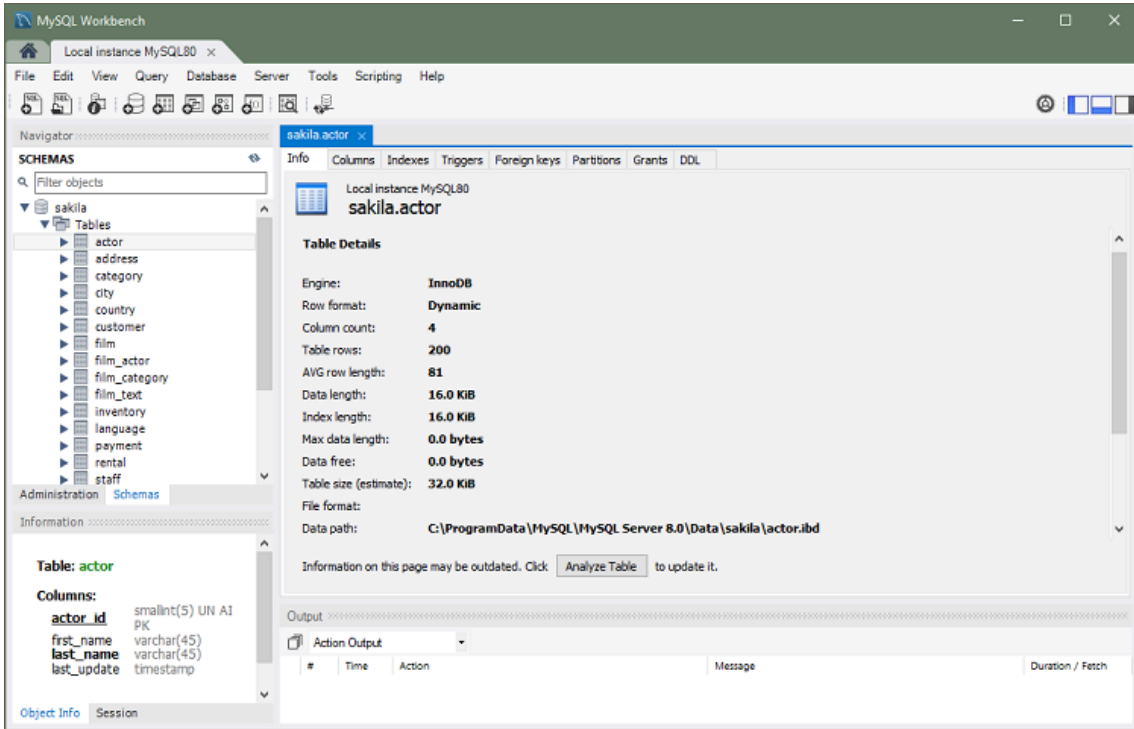 MySQL Workbench
Local instance MySQL80
File Edit View Query Database Server Tools Scripting Help
Navigator
SCHEMAS
Filter objects
sakila
Tables
actor
address
category
city
country
customer
film
film_actor
film_category
film_text
inventory
language
payment
rental
staff
Administration Schemas
Information
Table: actor
Columns:
actor_id smallint(5) UN AI
PK
first_name varchar(45)
last_name varchar(45)
last_update timestamp
Object Info Session
sakila.actor
Info Columns Indexes Triggers Foreign keys Partitions Grants DDL
Local instance MySQL80
sakila.actor
Table Details
Engine: InnoDB
Row format: Dynamic
Column count: 4
Table rows: 200
AVG row length: 81
Data length: 16.0 KiB
Index length: 16.0 KiB
Max data length: 0.0 bytes
Data free: 0.0 bytes
Table size (estimate): 32.0 KiB
File format:
Data path: C:\ProgramData\MySQL\MySQL Server 8.0\Data\sakila\actor.ibd
Information on this page may be outdated. Click Analyze Table to update it.
Output
Action Output
# Time Action Message Duration / Fetch